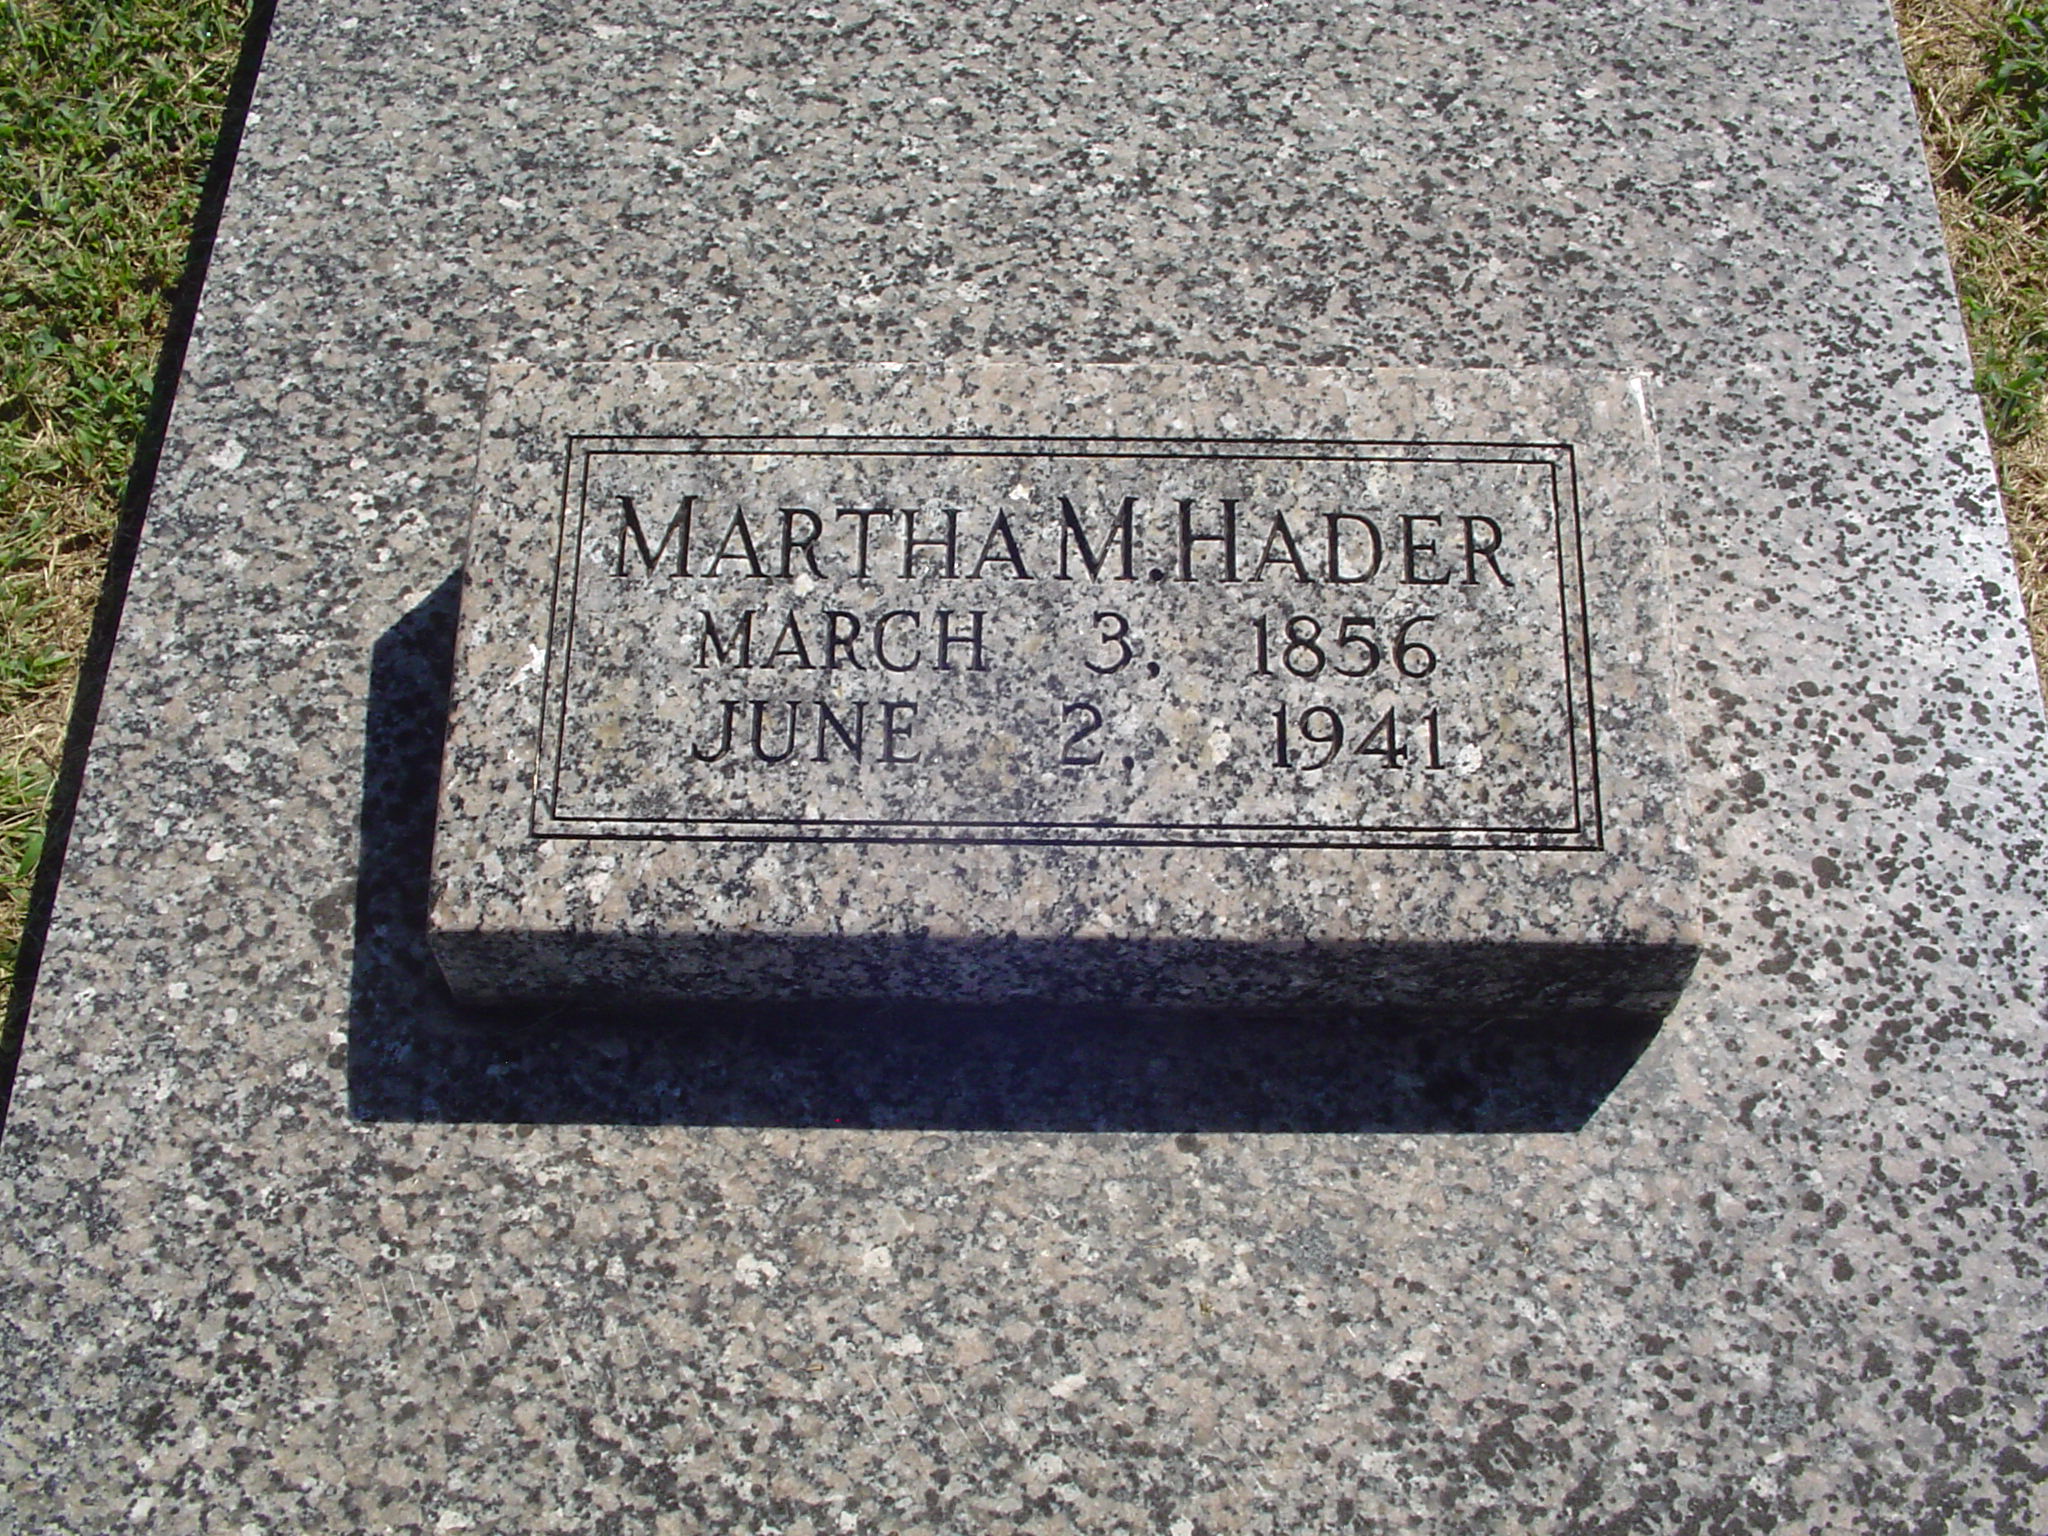 MARTHA M. HADER
MARCH 3, 1856
JUNE 2, 1941